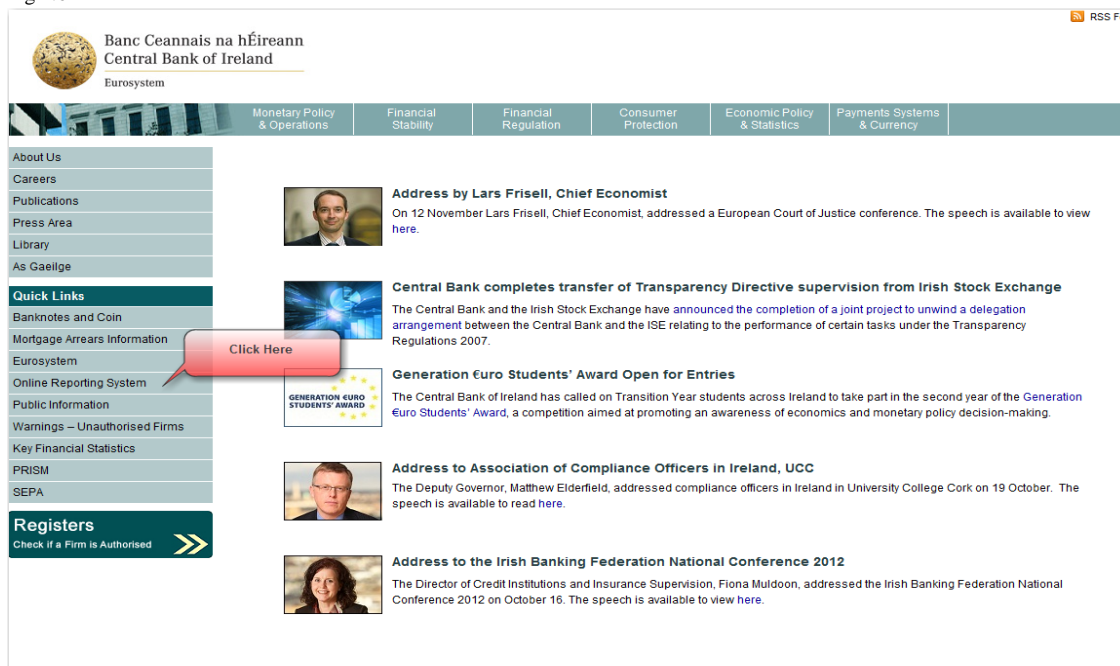 RSS F
Banc Ceannais na hÉireann
Central Bank of Ireland
Eurosystem
Monetary Policy
& Operations
Financial
Stability
Financial
Regulation
Consumer
Protection
Economic Policy
& Statistics
Payments Systems
& Currency
About Us
Careers
Publications
Press Area
Library
As Gaeilge
Quick Links
Banknotes and Coin
Mortgage Arrears Information
Eurosystem
Online Reporting System
Public Information
Warnings – Unauthorised Firms
Key Financial Statistics
PRISM
SEPA
Registers
Check if a Firm is Authorised
Click Here
Address by Lars Frisell, Chief Economist
On 12 November Lars Frisell, Chief Economist, addressed a European Court of Justice conference. The speech is available to view
here.
Central Bank completes transfer of Transparency Directive supervision from Irish Stock Exchange
The Central Bank and the Irish Stock Exchange have announced the completion of a joint project to unwind a delegation
arrangement between the Central Bank and the ISE relating to the performance of certain tasks under the Transparency
Regulations 2007.
GENERATION €URO
STUDENTS' AWARD
Generation €uro Students' Award Open for Entries
The Central Bank of Ireland has called on Transition Year students across Ireland to take part in the second year of the Generation
€uro Students' Award, a competition aimed at promoting an awareness of economics and monetary policy decision-making.
Address to Association of Compliance Officers in Ireland, UCC
The Deputy Governor, Matthew Elderfield, addressed compliance officers in Ireland in University College Cork on 19 October. The
speech is available to read here.
Address to the Irish Banking Federation National Conference 2012
The Director of Credit Institutions and Insurance Supervision, Fiona Muldoon, addressed the Irish Banking Federation National
Conference 2012 on October 16. The speech is available to view here.